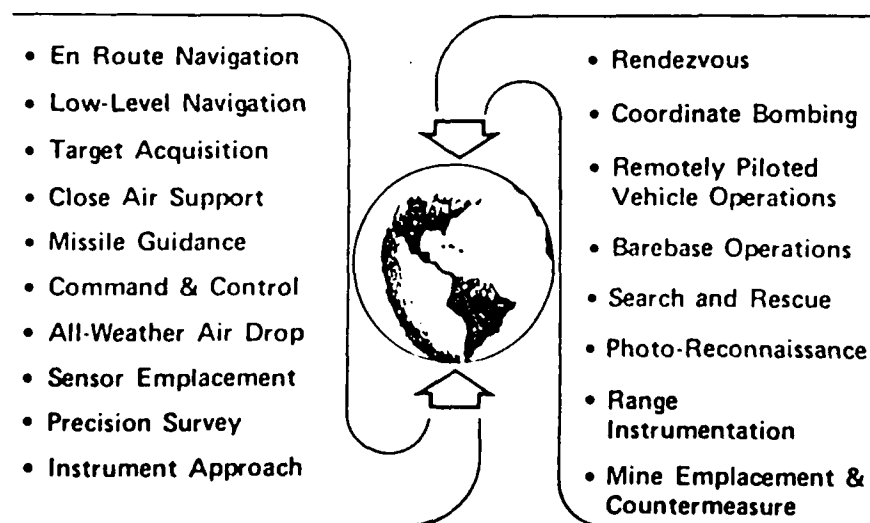 • En Route Navigation
• Low-Level Navigation
• Target Acquisition
• Close Air Support
• Missile Guidance
• Command & Control
• All-Weather Air Drop
• Sensor Emplacement
• Precision Survey
• Instrument Approach
• Rendezvous
• Coordinate Bombing
• Remotely Piloted
Vehicle Operations
• Barebase Operations
• Search and Rescue
• Photo-Reconnaissance
• Range
Instrumentation
• Mine Emplacement &
Countermeasure